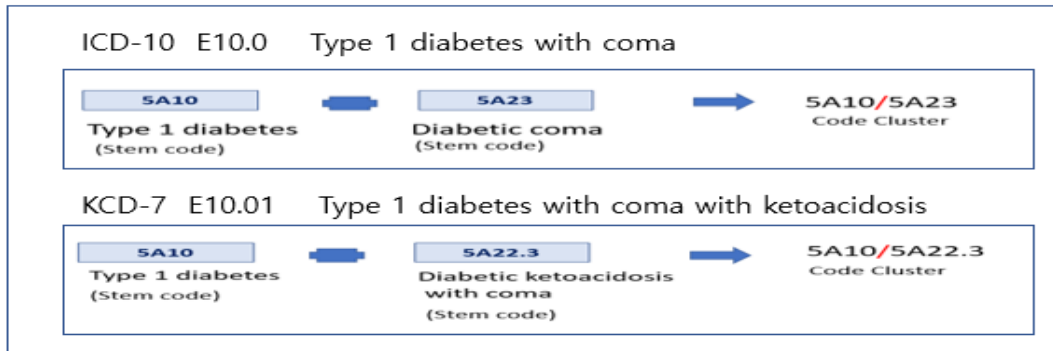 ICD-10 E10.0 Type 1 diabetes with coma
5A10 5A23 5A10/5A23
Type 1 diabetes Diabetic coma Code Cluster
(Stem code) (Stem code)
KCD-7 E10.01 Type 1 diabetes with coma with ketoacidosis
5A10 5A22.3 5A10/5A22.3
Type 1 diabetes Diabetic ketoacidosis Code Cluster
(Stem code) with coma
(Stem code)